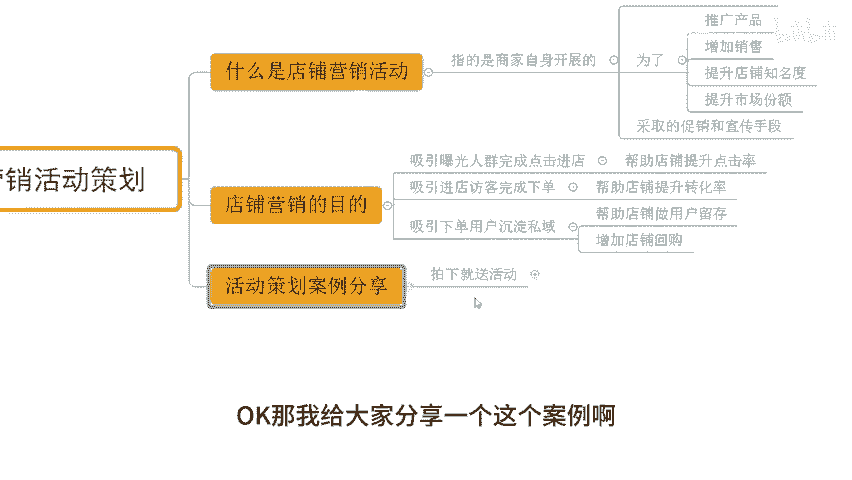 营销活动策划
什么是店铺营销活动
指的是商家自身开展的
为了
推广产品
增加销售
提升店铺知名度
提升市场份额
采取的促销和宣传手段
店铺营销的目的
吸引曝光人群完成点击进店
帮助店铺提升点击率
吸引进店访客完成下单
帮助店铺提升转化率
吸引下单用户沉淀私域
帮助店铺做用户留存
增加店铺回购
活动策划案例分享
拍下就送活动
OK那我给大家分享一个这个案例啊